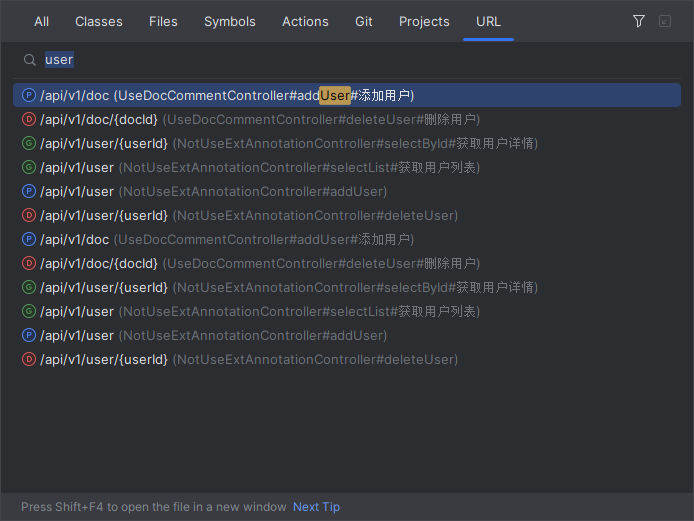 All Classes Files Symbols Actions Git Projects URL
user
P /api/v1/doc (UseDocCommentController#addUser#添加用户)
D /api/v1/doc/{docId} (UseDocCommentController#deleteUser#删除用户)
G /api/v1/user/{userId} (NotUseExtAnnotationController#selectById#获取用户详情)
G /api/v1/user (NotUseExtAnnotationController#selectList#获取用户列表)
P /api/v1/user (NotUseExtAnnotationController#addUser)
D /api/v1/user/{userId} (NotUseExtAnnotationController#deleteUser)
P /api/v1/doc (UseDocCommentController#addUser#添加用户)
D /api/v1/doc/{docId} (UseDocCommentController#deleteUser#删除用户)
G /api/v1/user/{userId} (NotUseExtAnnotationController#selectById#获取用户详情)
G /api/v1/user (NotUseExtAnnotationController#selectList#获取用户列表)
P /api/v1/user (NotUseExtAnnotationController#addUser)
D /api/v1/user/{userId} (NotUseExtAnnotationController#deleteUser)
Press Shift+F4 to open the file in a new window Next Tip